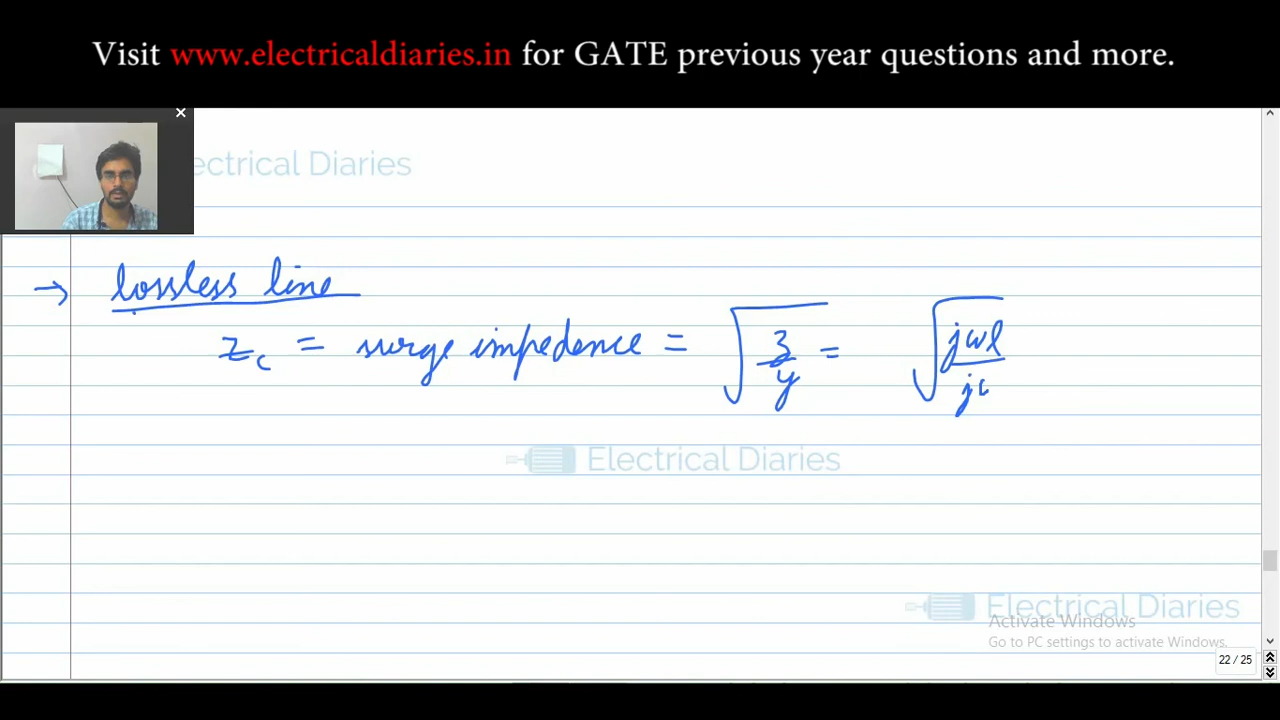 Visit www.electricaldiaries.in for GATE previous year questions and more.
×
ectrical Diaries
→ lossless line
Zc = surge impedence = √(z/y) = √(jωl/jc
Electrical Diaries
Electrical Diaries
Activate Windows
Go to PC settings to activate Windows.
22 / 25